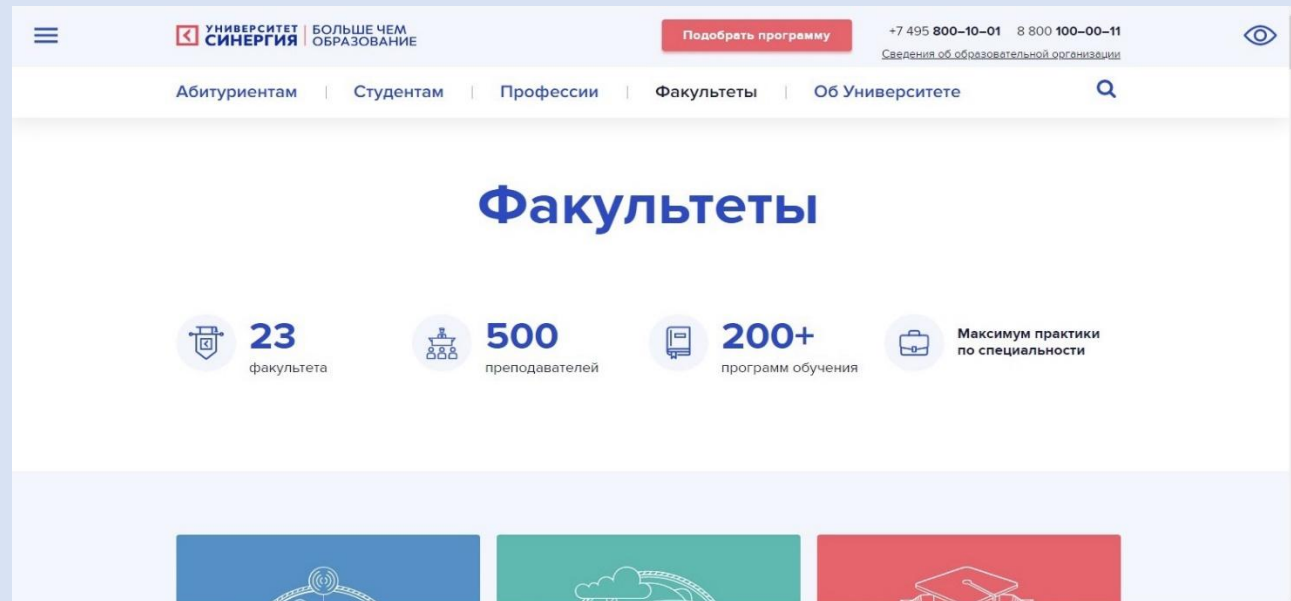 УНИВЕРСИТЕТ
СИНЕРГИЯ
БОЛЬШЕ ЧЕМ
ОБРАЗОВАНИЕ
Подобрать программу
+7 495 800–10–01 8 800 100–00–11
Сведения об образовательной организации
Абитуриентам | Студентам | Профессии | Факультеты | Об Университете
Факультеты
23
факультета
500
преподавателей
200+
программ обучения
Максимум практики
по специальности